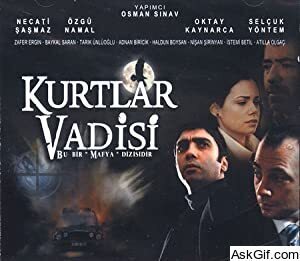 YAPIMCI
OSMAN SINAV
NECATİ ŞAŞMAZ
ÖZGÜ NAMAL
OKTAY KAYNARCA
SELÇUK YÖNTEM
ZAFER ERGİN - BAYKAL SARAN - TARIK ÜNLÜOĞLU - ADNAN BİRİCİK - HALDUN BOYSAN - NİŞAN ŞİRİNYAN - İSTEMİ BETİL - ATİLLA OLGAÇ
KURTLAR
VADİSİ
BU BİR "MAFYA" DİZİSİDİR
AskGif.com